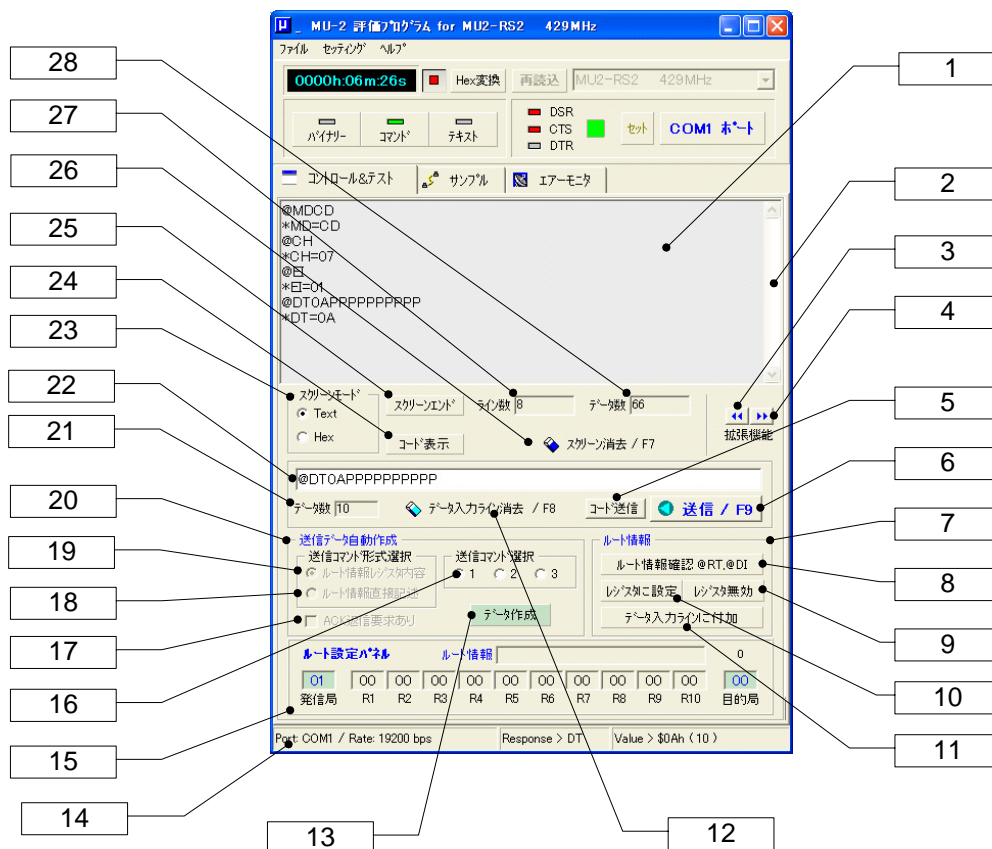 MU-2 評価プログラム for MU2-RS2 429MHz
ファイル セッティング ヘルプ
0000h:06m:26s Hex変換 再読込 MU2-RS2 429MHz
バイナリー コマンド テキスト DSR CTS DTR セット COM1 ポート
コントロール&テスト サンプル エアーモニタ
@MDCD
*MD=CD
@CH
*CH=07
@EI
*EI=01
@DT0APPPPPPPPPP
*DT=0A
スクリーンモード
Text
Hex
スクリーンエンド ライン数 8 データ数 66
コード表示 スクリーン消去 / F7
拡張機能
@DT0APPPPPPPPPP
データ数 10 データ入力ライン消去 / F8 コード送信 送信 / F9
送信データ自動作成
送信コマンド形式選択
ルート情報レジスタ内容
ルート情報直接記述
ACK返信要求あり
送信コマンド選択
1 2 3
データ作成
ルート情報
ルート情報確認 @RT,@DI
レジスタに設定 レジスタ無効
データ入力ラインに付加
ルート設定パネル ルート情報 0
01 00 00 00 00 00 00 00 00 00 00 00
発信局 R1 R2 R3 R4 R5 R6 R7 R8 R9 R10 目的局
Port: COM1 / Rate: 19200 bps Response > DT Value > $0Ah ( 10 )
1
2
3
4
5
6
7
8
9
10
11
12
13
14
15
16
17
18
19
20
21
22
23
24
25
26
27
28